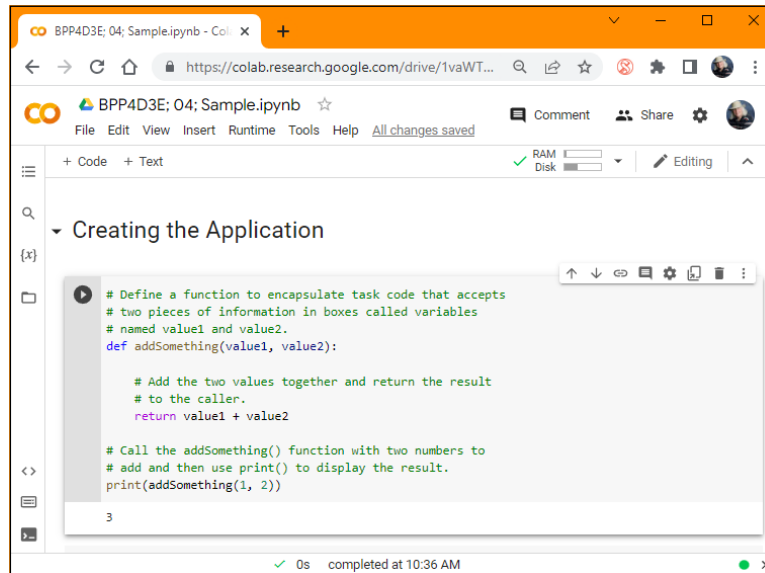 BPP4D3E; 04; Sample.ipynb - Col
https://colab.research.google.com/drive/1vaWT...
CO BPP4D3E; 04; Sample.ipynb
Comment Share
File Edit View Insert Runtime Tools Help All changes saved
+ Code + Text
RAM
Disk
Editing
Creating the Application
{x}
# Define a function to encapsulate task code that accepts
# two pieces of information in boxes called variables
# named value1 and value2.
def addSomething(value1, value2):
# Add the two values together and return the result
# to the caller.
return value1 + value2
# Call the addSomething() function with two numbers to
# add and then use print() to display the result.
print(addSomething(1, 2))
3
0s completed at 10:36 AM